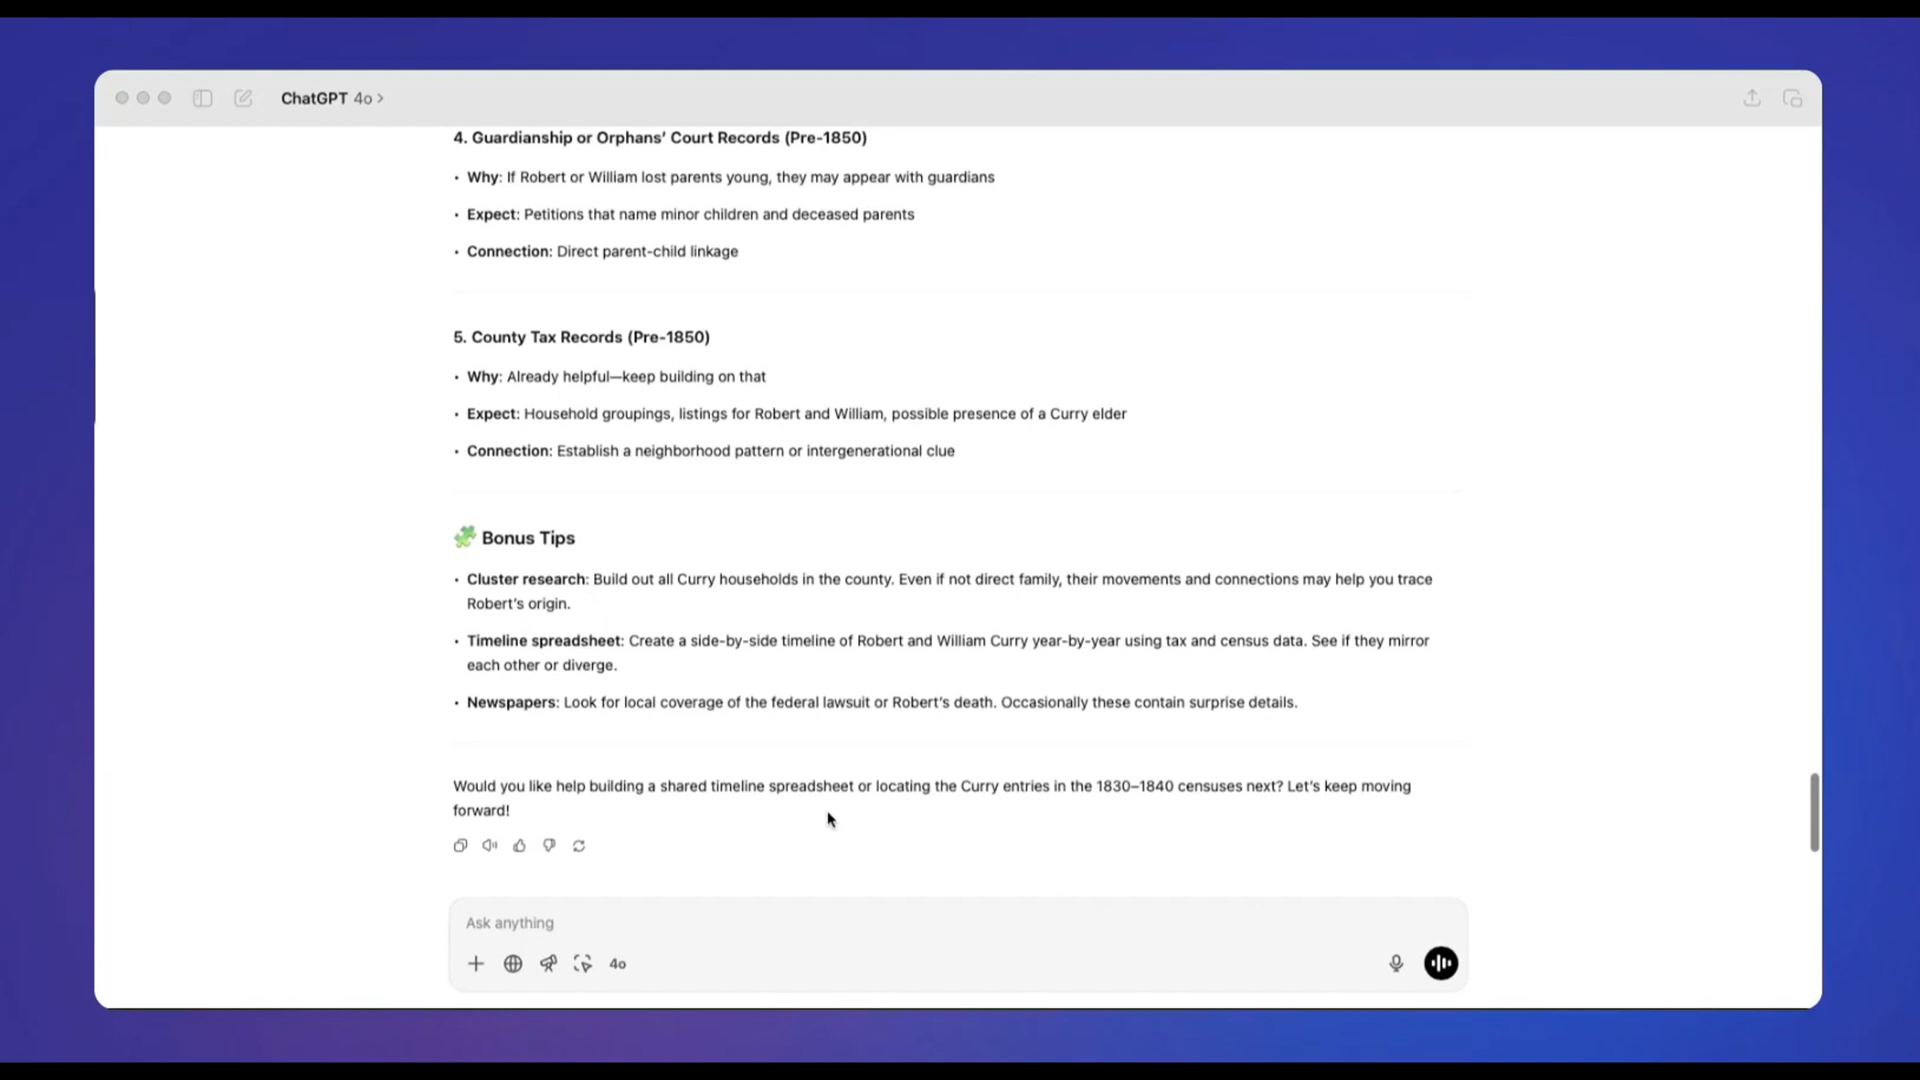 ChatGPT 4o >
4. Guardianship or Orphans’ Court Records (Pre-1850)
• Why: If Robert or William lost parents young, they may appear with guardians
• Expect: Petitions that name minor children and deceased parents
• Connection: Direct parent-child linkage
5. County Tax Records (Pre-1850)
• Why: Already helpful—keep building on that
• Expect: Household groupings, listings for Robert and William, possible presence of a Curry elder
• Connection: Establish a neighborhood pattern or intergenerational clue
Bonus Tips
• Cluster research: Build out all Curry households in the county. Even if not direct family, their movements and connections may help you trace
Robert’s origin.
• Timeline spreadsheet: Create a side-by-side timeline of Robert and William Curry year-by-year using tax and census data. See if they mirror
each other or diverge.
• Newspapers: Look for local coverage of the federal lawsuit or Robert’s death. Occasionally these contain surprise details.
Would you like help building a shared timeline spreadsheet or locating the Curry entries in the 1830–1840 censuses next? Let’s keep moving
forward!
Ask anything
4o